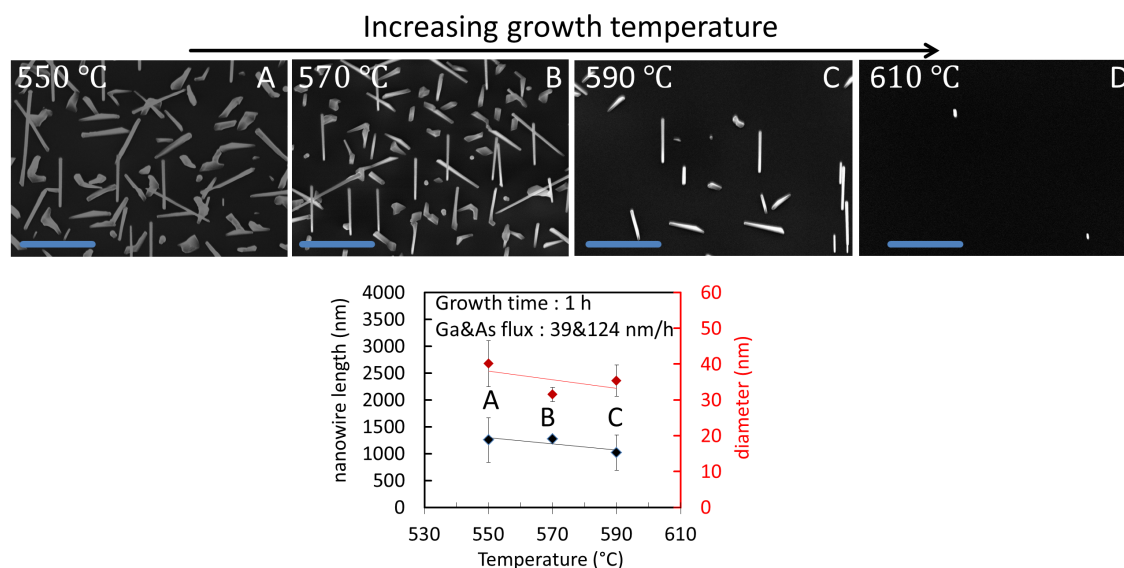 Increasing growth temperature
550 °C A
570 °C B
590 °C C
610 °C D
nanowire length (nm)
4000
3500
3000
2500
2000
1500
1000
500
0
Growth time : 1 h
Ga&As flux : 39&124 nm/h
A
B
C
60
50
40
30
20
10
0
diameter (nm)
530 550 570 590 610
Temperature (°C)